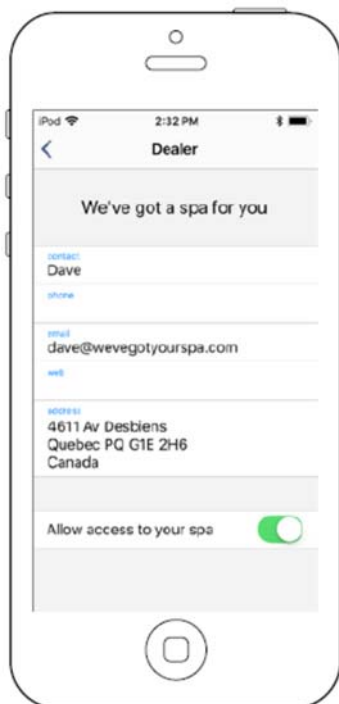 iPod
2:32 PM
Dealer
We've got a spa for you
contact
Dave
phone
email
dave@wevegotyourspa.com
web
address
4611 Av Desbiens
Quebec PQ G1E 2H6
Canada
Allow access to your spa